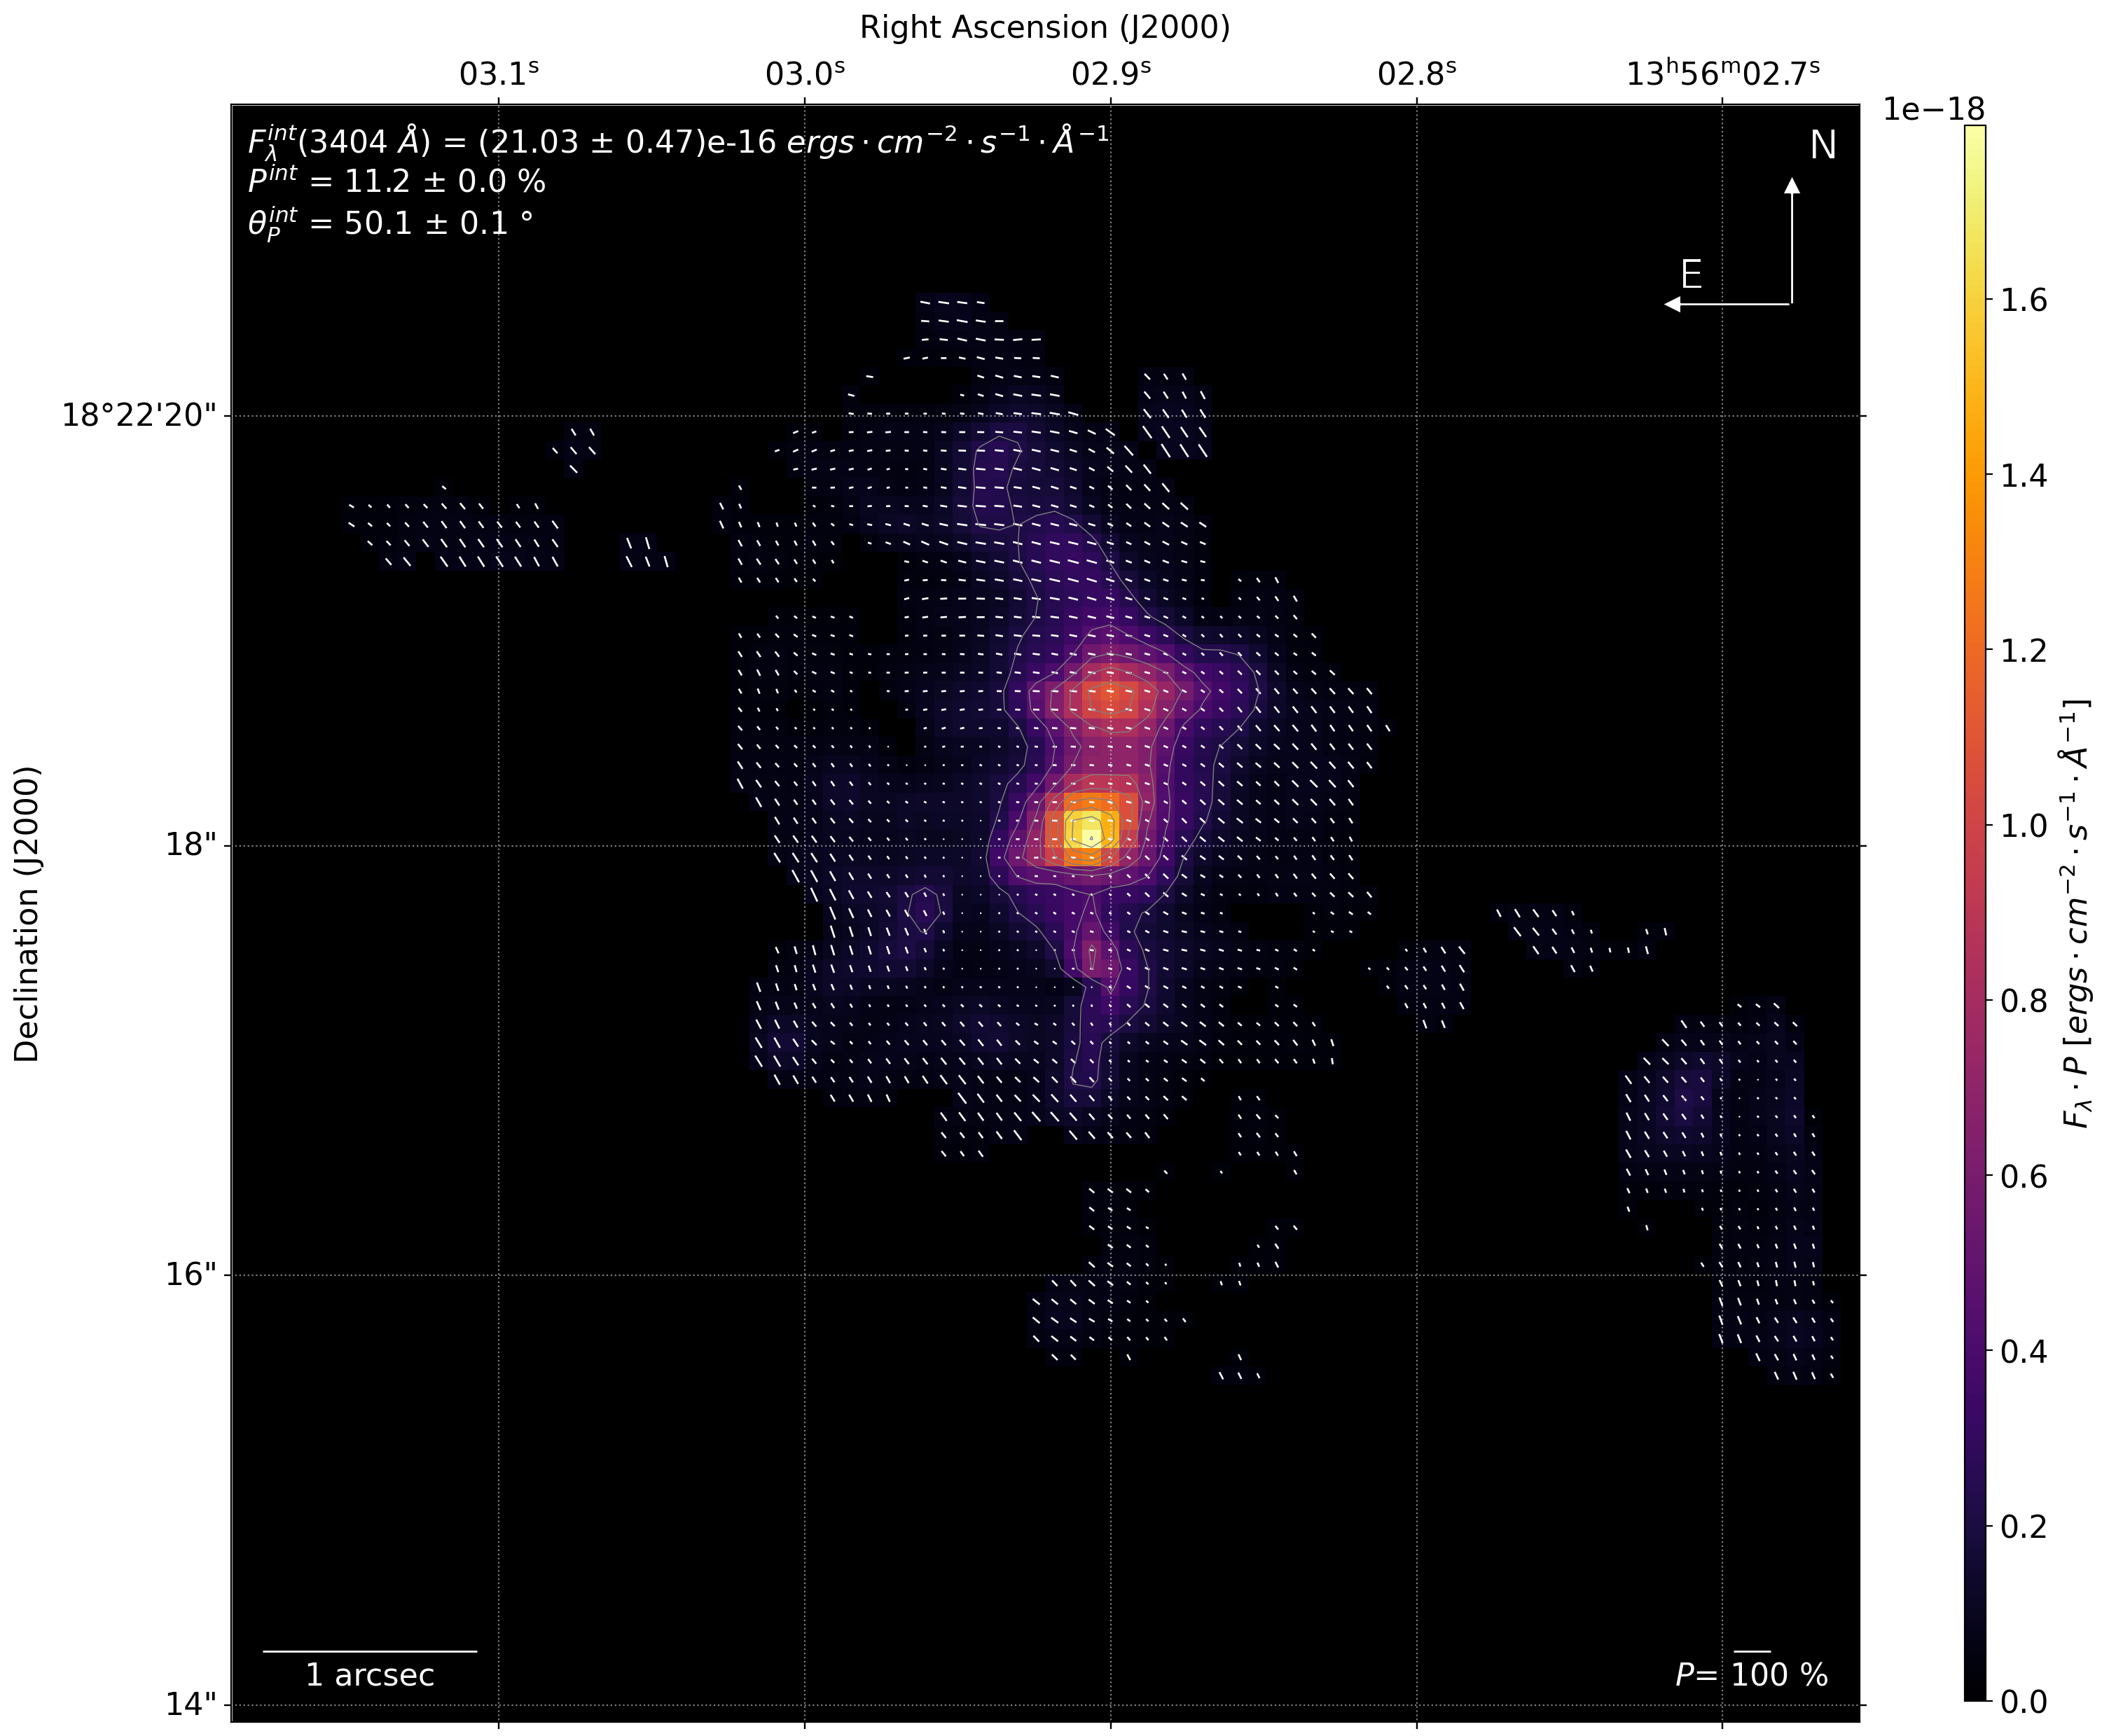 Right Ascension (J2000)
03.1ˢ 03.0ˢ 02.9ˢ 02.8ˢ 13ʰ56ᵐ02.7ˢ
1e−18
F_λ^int(3404 Å) = (21.03 ± 0.47)e-16 ergs · cm⁻² · s⁻¹ · Å⁻¹
P^int = 11.2 ± 0.0 %
θ_P^int = 50.1 ± 0.1 °
N
E
18°22'20"
18"
16"
14"
Declination (J2000)
1 arcsec
P= 100 %
1.6
1.4
1.2
1.0
0.8
0.6
0.4
0.2
0.0
F_λ · P [ergs · cm⁻² · s⁻¹ · Å⁻¹]